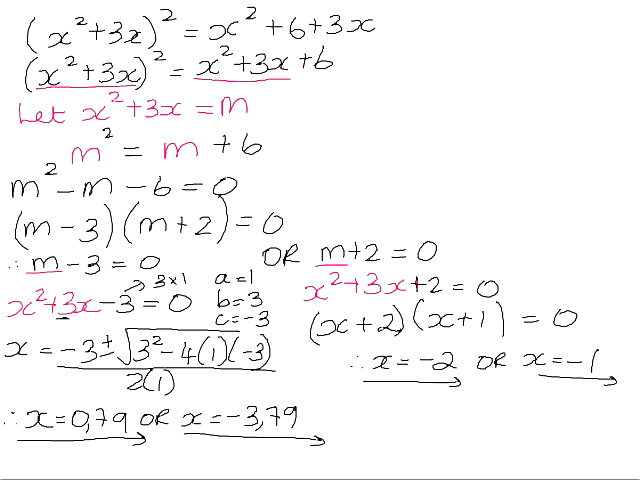 (x²+3x)² = x²+6+3x
(x²+3x)² = x²+3x+6
Let x²+3x = m
m² = m + 6
m² - m - 6 = 0
(m-3)(m+2) = 0
∴ m-3 = 0 OR m+2 = 0
→ 3×1 a=1
x²+3x-3 = 0 b=3 x²+3x+2 = 0
c=-3
x = (-3±√(3²-4(1)(-3)))/2(1) (x+2)(x+1) = 0
∴ x = -2 OR x = -1
∴ x = 0,79 OR x = -3,79